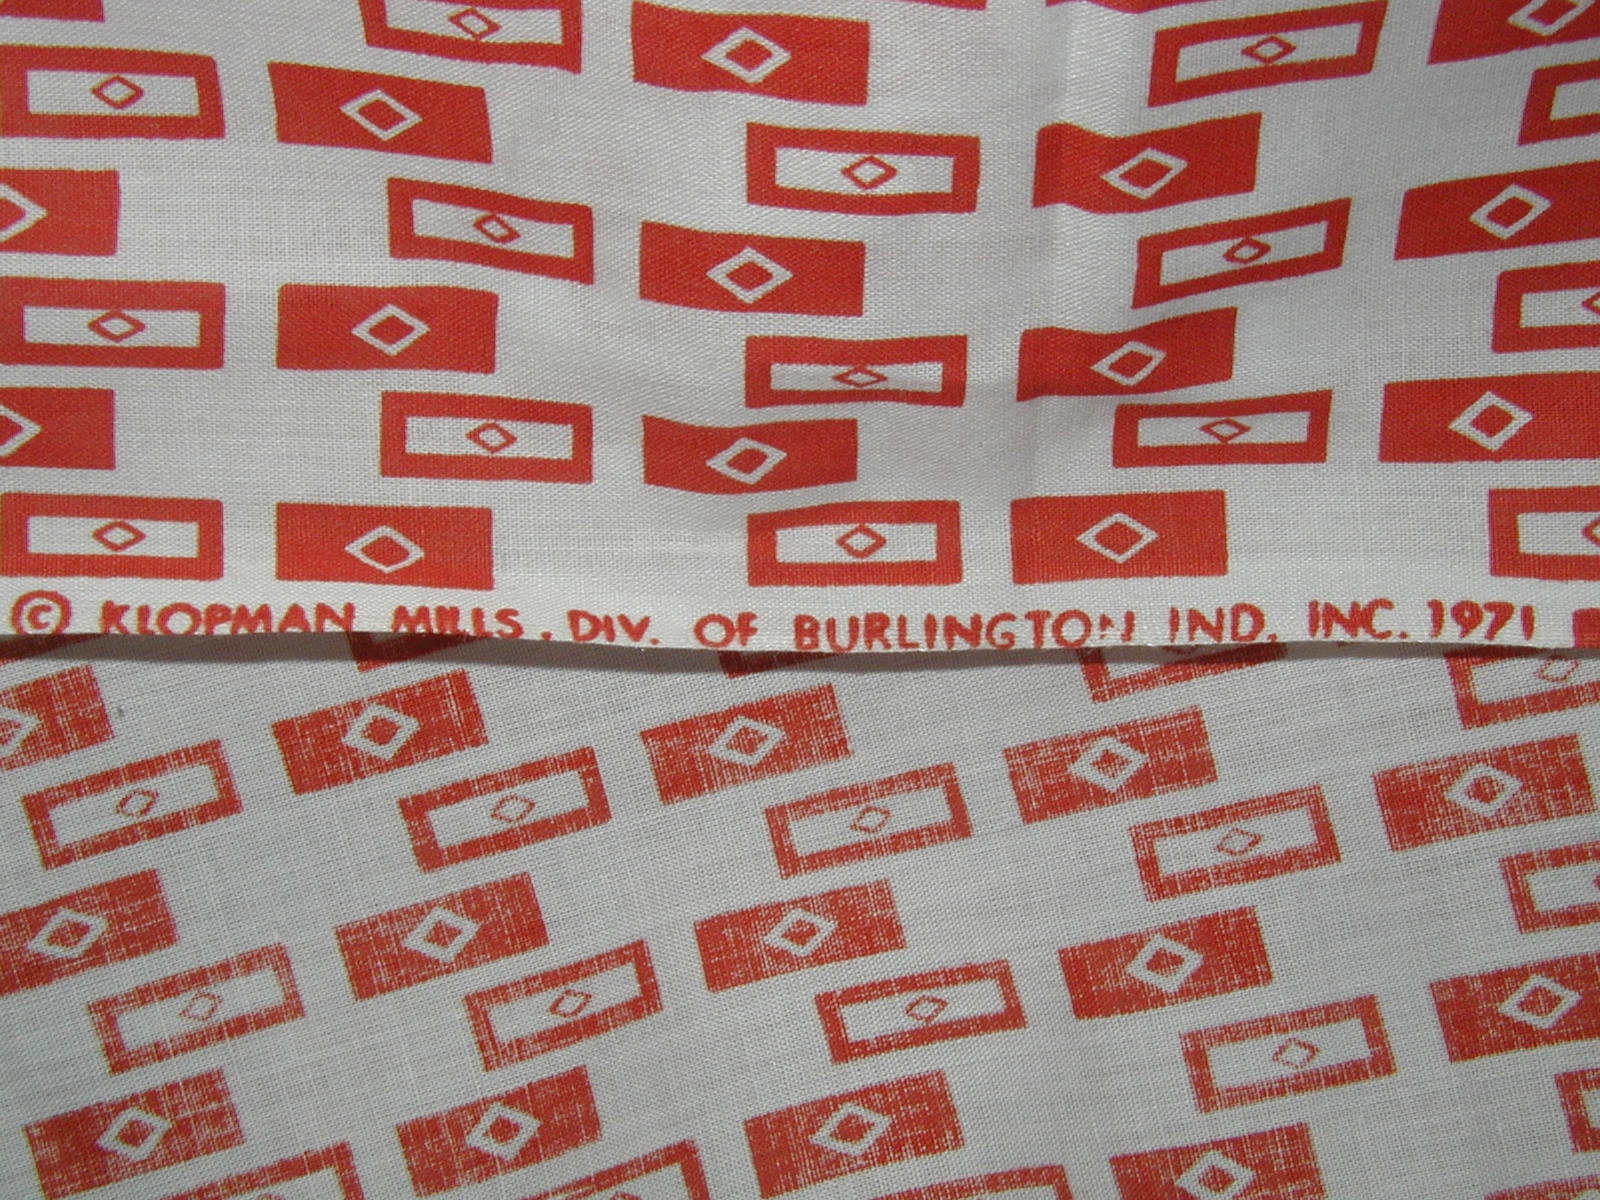 © KLOPMAN MILLS. DIV. OF BURLINGTON IND. INC. 1971